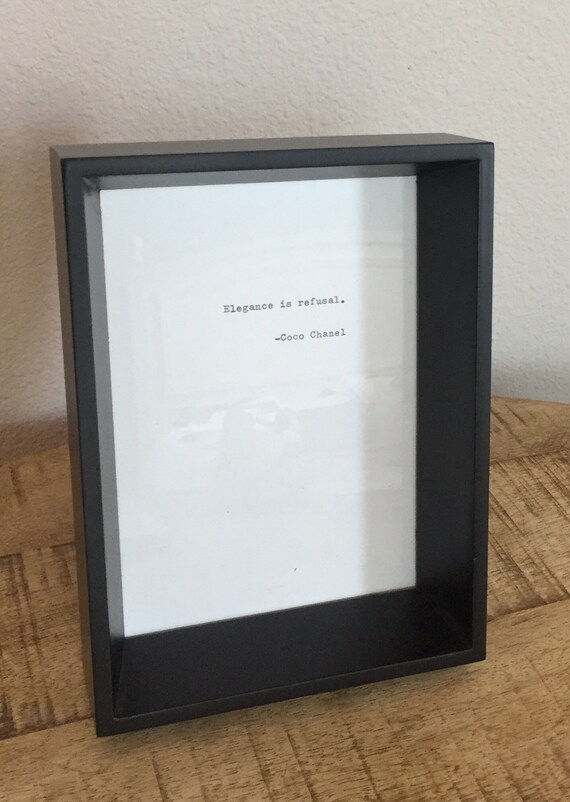 Elegance is refusal.
-Coco Chanel